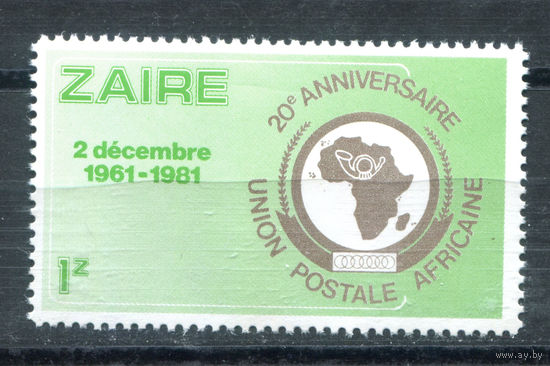 ZAIRE
2 décembre
1961-1981
1Z
20e ANNIVERSAIRE
UNION POSTALE AFRICAINE
www.ay.by